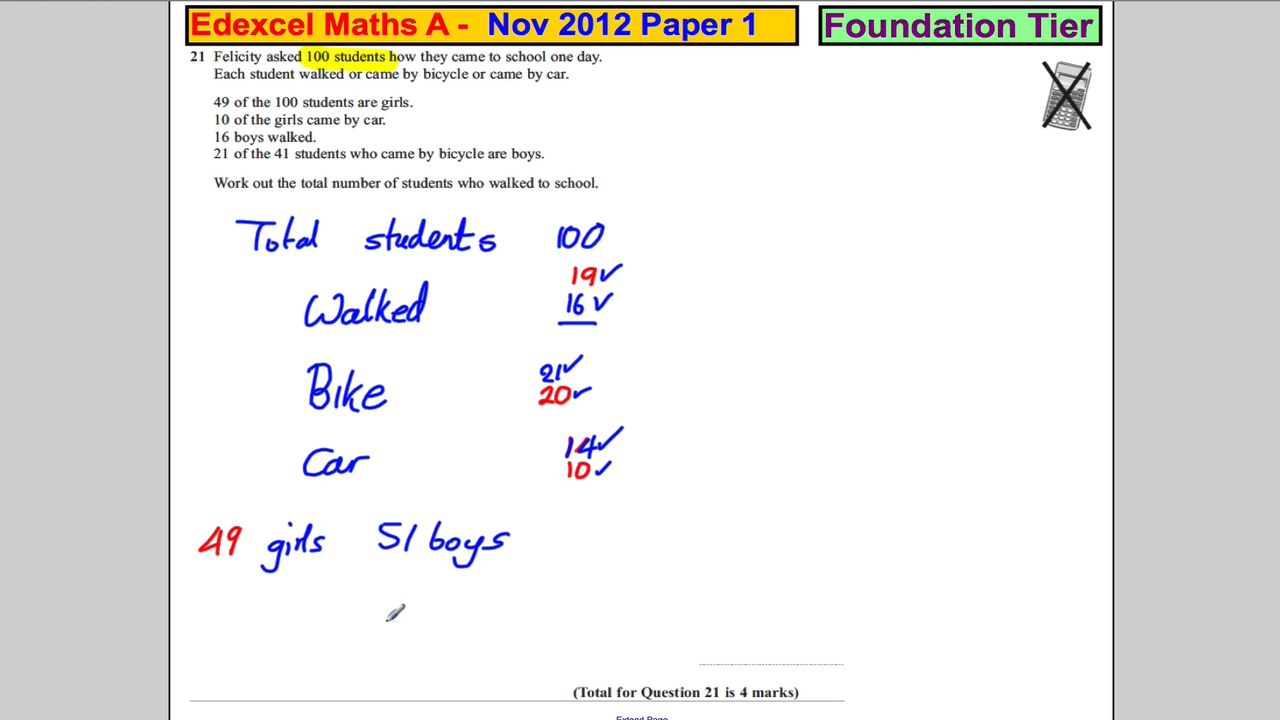 Edexcel Maths A - Nov 2012 Paper 1
Foundation Tier
21 Felicity asked 100 students how they came to school one day.
Each student walked or came by bicycle or came by car.
49 of the 100 students are girls.
10 of the girls came by car.
16 boys walked.
21 of the 41 students who came by bicycle are boys.
Work out the total number of students who walked to school.
Total students 100
19✓
Walked 16✓
21✓
Bike 20✓
14✓
Car 10✓
49 girls 51 boys
(Total for Question 21 is 4 marks)
Extend Page